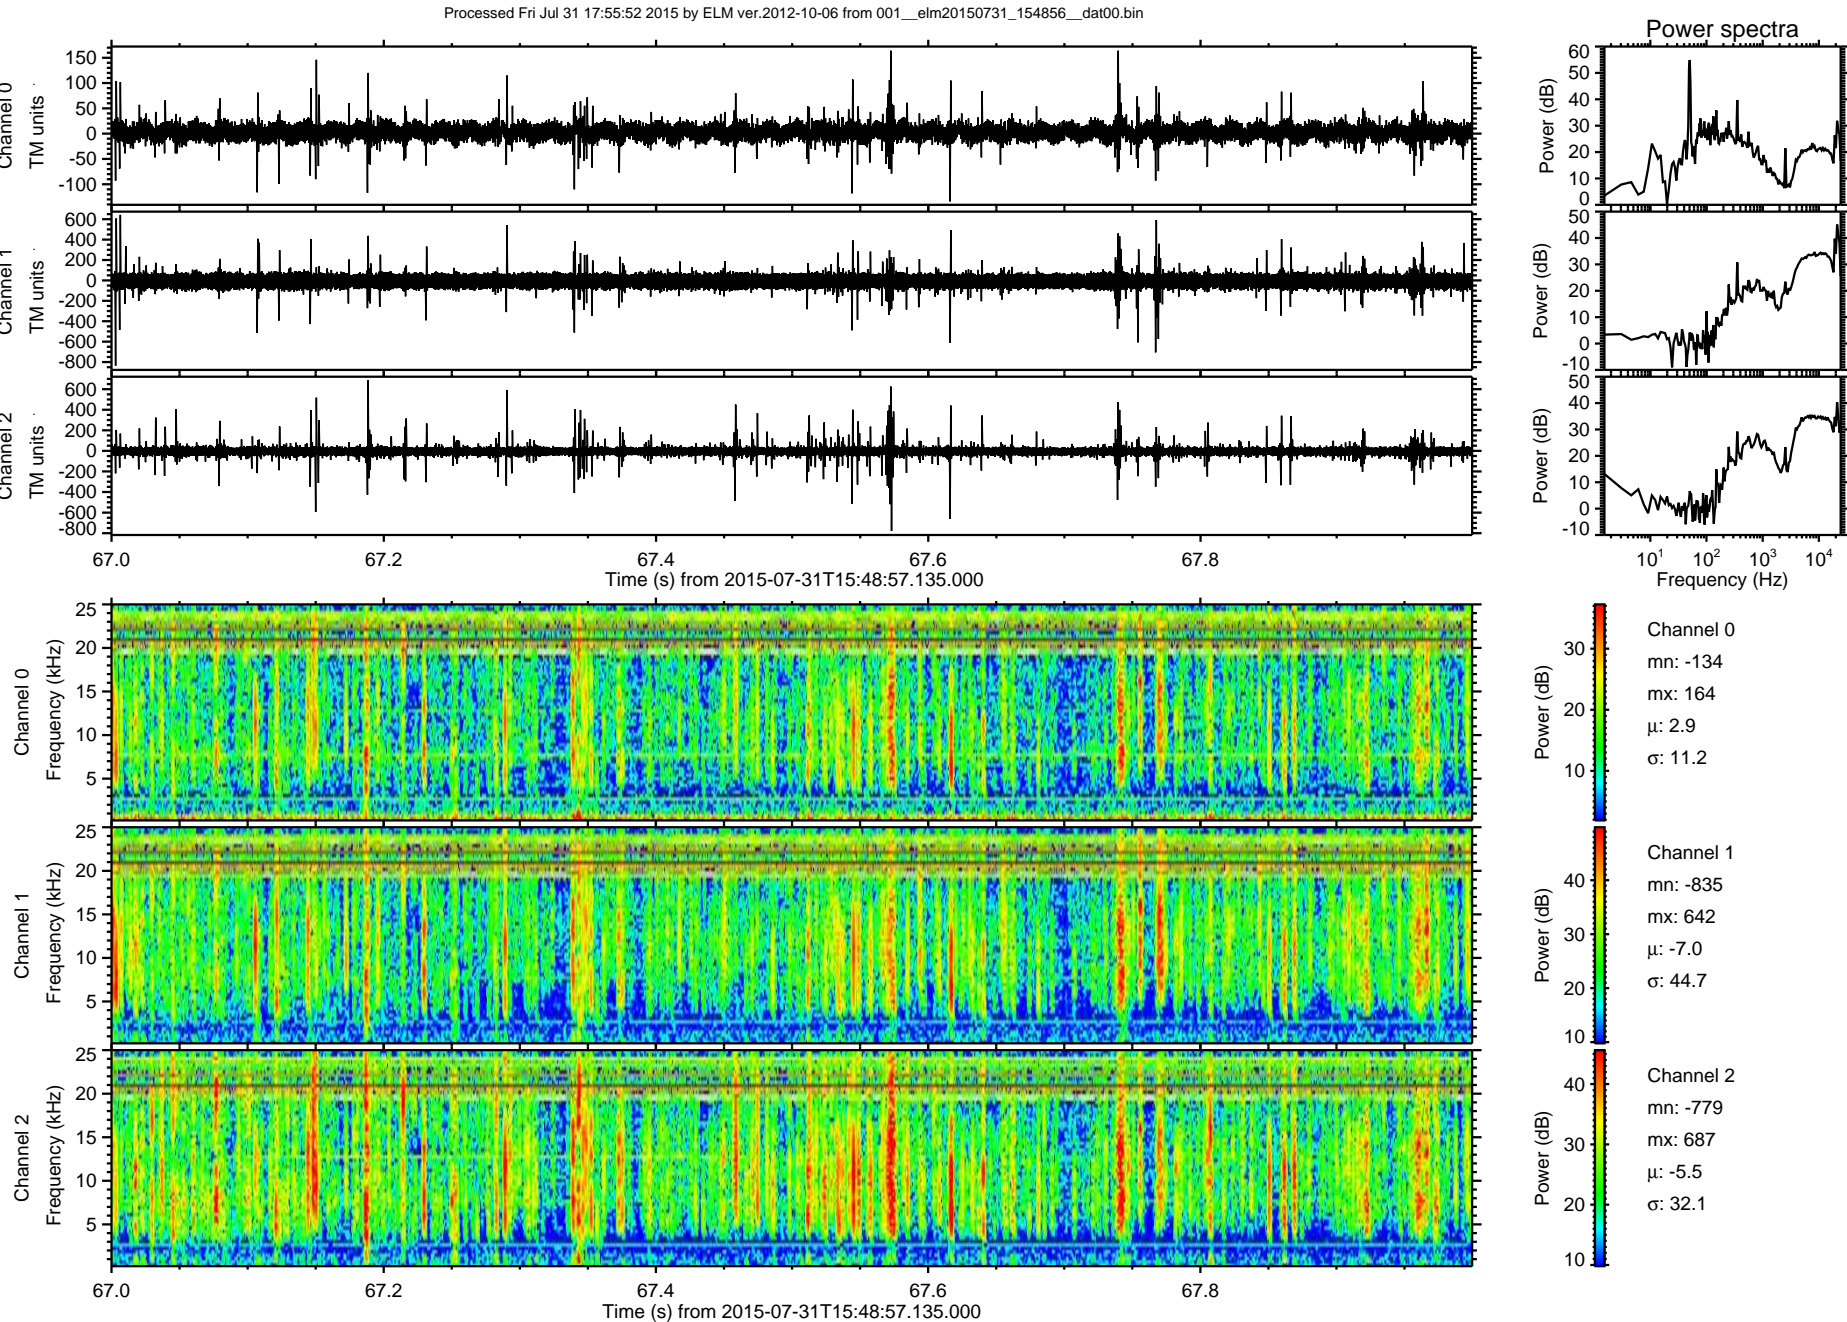 Processed Fri Jul 31 17:55:52 2015 by ELM ver.2012-10-06 from 001__elm20150731_154856__dat00.bin
Power spectra
Channel 0
TM units
150
100
50
0
-50
-100
Power (dB)
60
50
40
30
20
10
0
Channel 1
TM units
600
400
200
0
-200
-400
-600
-800
Power (dB)
50
40
30
20
10
0
-10
Channel 2
TM units
600
400
200
0
-200
-400
-600
-800
Power (dB)
50
40
30
20
10
0
-10
67.0 67.2 67.4 67.6 67.8
Time (s) from 2015-07-31T15:48:57.135.000
10¹ 10² 10³ 10⁴
Frequency (Hz)
Channel 0
Frequency (kHz)
25
20
15
10
5
Power (dB)
30
20
10
Channel 0
mn: -134
mx: 164
μ: 2.9
σ: 11.2
Channel 1
Frequency (kHz)
25
20
15
10
5
Power (dB)
40
30
20
10
Channel 1
mn: -835
mx: 642
μ: -7.0
σ: 44.7
Channel 2
Frequency (kHz)
25
20
15
10
5
Power (dB)
40
30
20
10
Channel 2
mn: -779
mx: 687
μ: -5.5
σ: 32.1
67.0 67.2 67.4 67.6 67.8
Time (s) from 2015-07-31T15:48:57.135.000